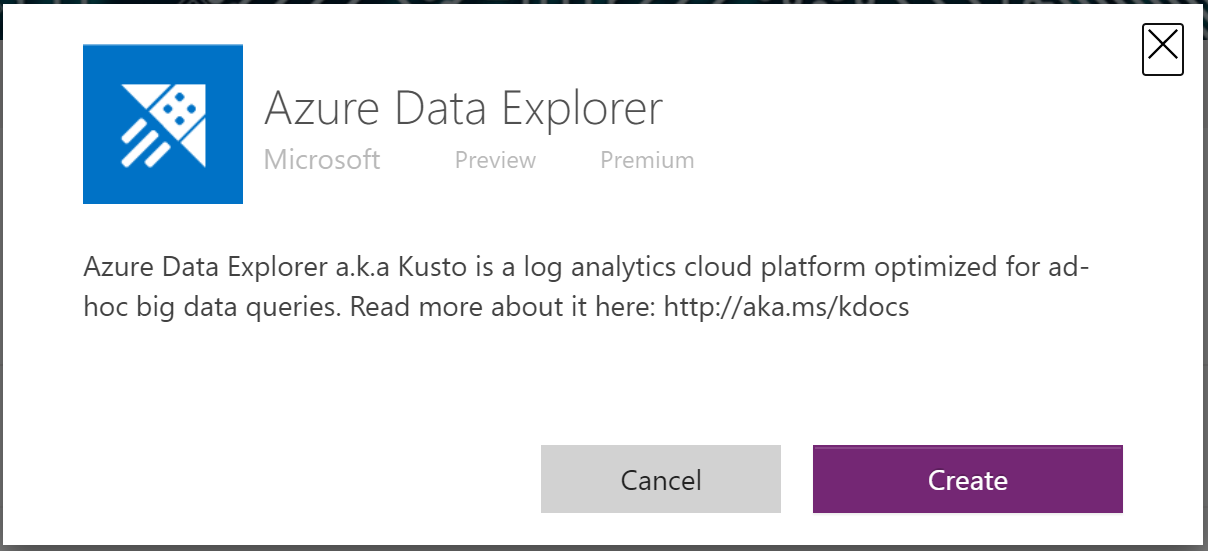 Azure Data Explorer
Microsoft Preview Premium
Azure Data Explorer a.k.a Kusto is a log analytics cloud platform optimized for ad-
hoc big data queries. Read more about it here: http://aka.ms/kdocs
Cancel Create